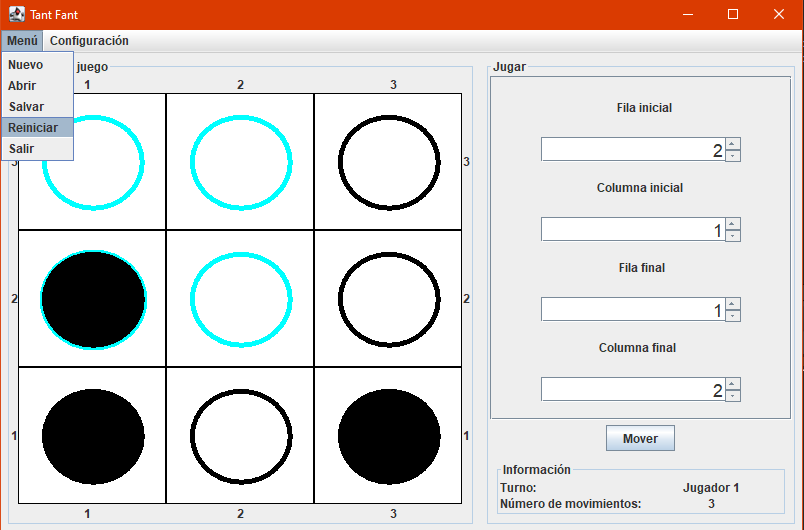 Tant Fant
Menú Configuración
Nuevo
Abrir
Salvar
Reiniciar
Salir
juego
1 2 3
3 3
2 2
1 1
1 2 3
Jugar
Fila inicial
2
Columna inicial
1
Fila final
1
Columna final
2
Mover
Información
Turno: Jugador 1
Número de movimientos: 3